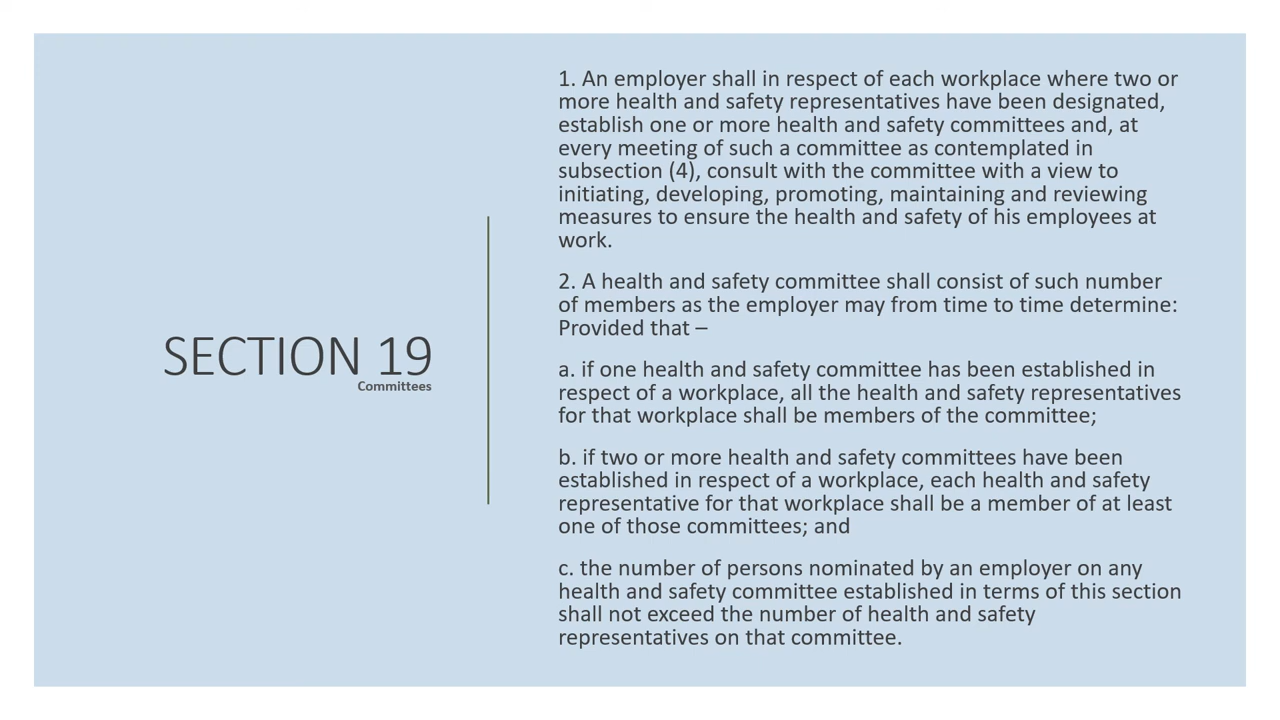 SECTION 19
Committees
1. An employer shall in respect of each workplace where two or
more health and safety representatives have been designated,
establish one or more health and safety committees and, at
every meeting of such a committee as contemplated in
subsection (4), consult with the committee with a view to
initiating, developing, promoting, maintaining and reviewing
measures to ensure the health and safety of his employees at
work.
2. A health and safety committee shall consist of such number
of members as the employer may from time to time determine:
Provided that –
a. if one health and safety committee has been established in
respect of a workplace, all the health and safety representatives
for that workplace shall be members of the committee;
b. if two or more health and safety committees have been
established in respect of a workplace, each health and safety
representative for that workplace shall be a member of at least
one of those committees; and
c. the number of persons nominated by an employer on any
health and safety committee established in terms of this section
shall not exceed the number of health and safety
representatives on that committee.